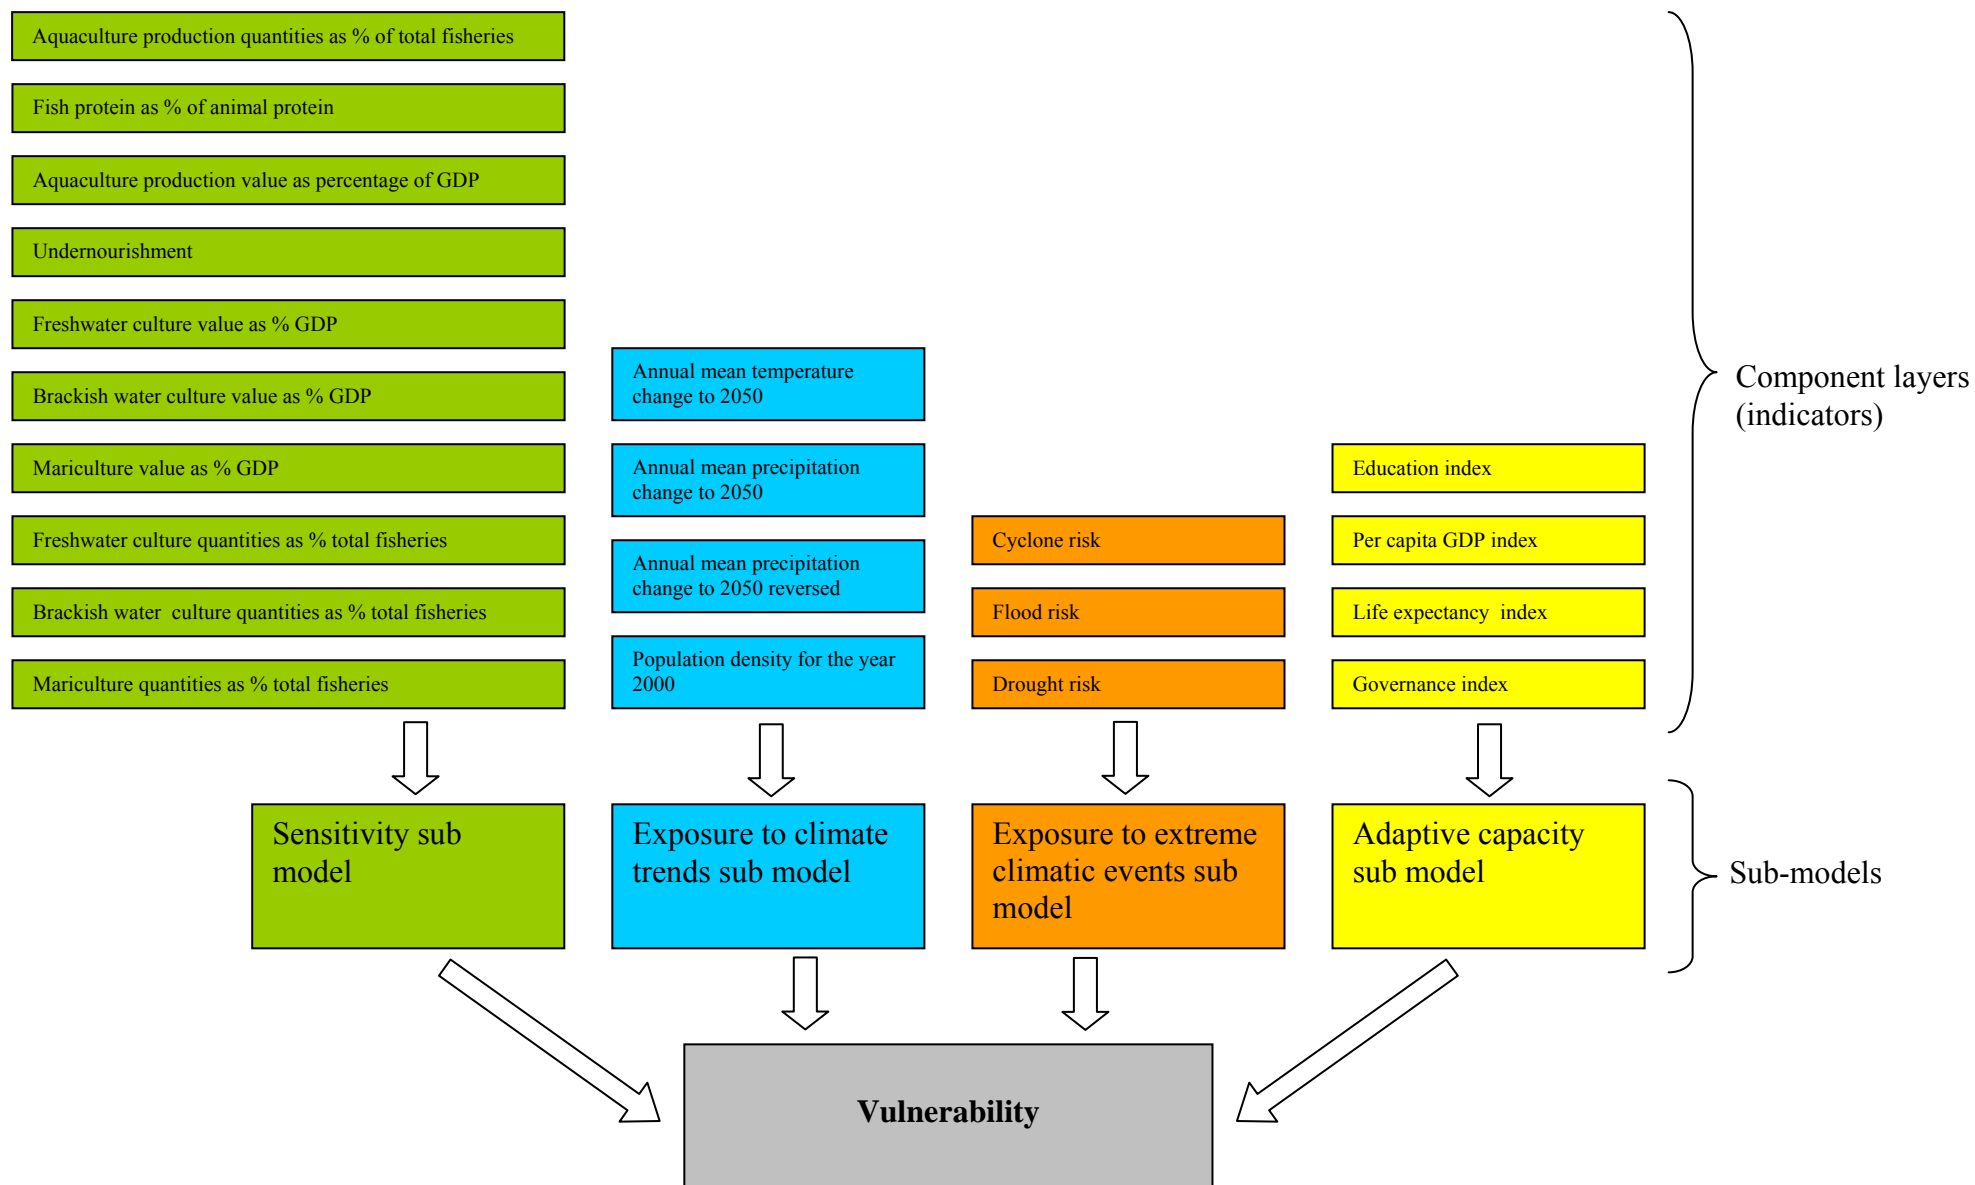 Aquaculture production quantities as % of total fisheries
Fish protein as % of animal protein
Aquaculture production value as percentage of GDP
Undernourishment
Freshwater culture value as % GDP
Brackish water culture value as % GDP
Mariculture value as % GDP
Freshwater culture quantities as % total fisheries
Brackish water  culture quantities as % total fisheries
Mariculture quantities as % total fisheries
Annual mean temperature
change to 2050
Annual mean precipitation
change to 2050
Annual mean precipitation
change to 2050 reversed
Population density for the year
2000
Cyclone risk
Flood risk
Drought risk
Education index
Per capita GDP index
Life expectancy  index
Governance index
Component layers
(indicators)
Sensitivity sub
model
Exposure to climate
trends sub model
Exposure to extreme
climatic events sub
model
Adaptive capacity
sub model
Sub-models
Vulnerability